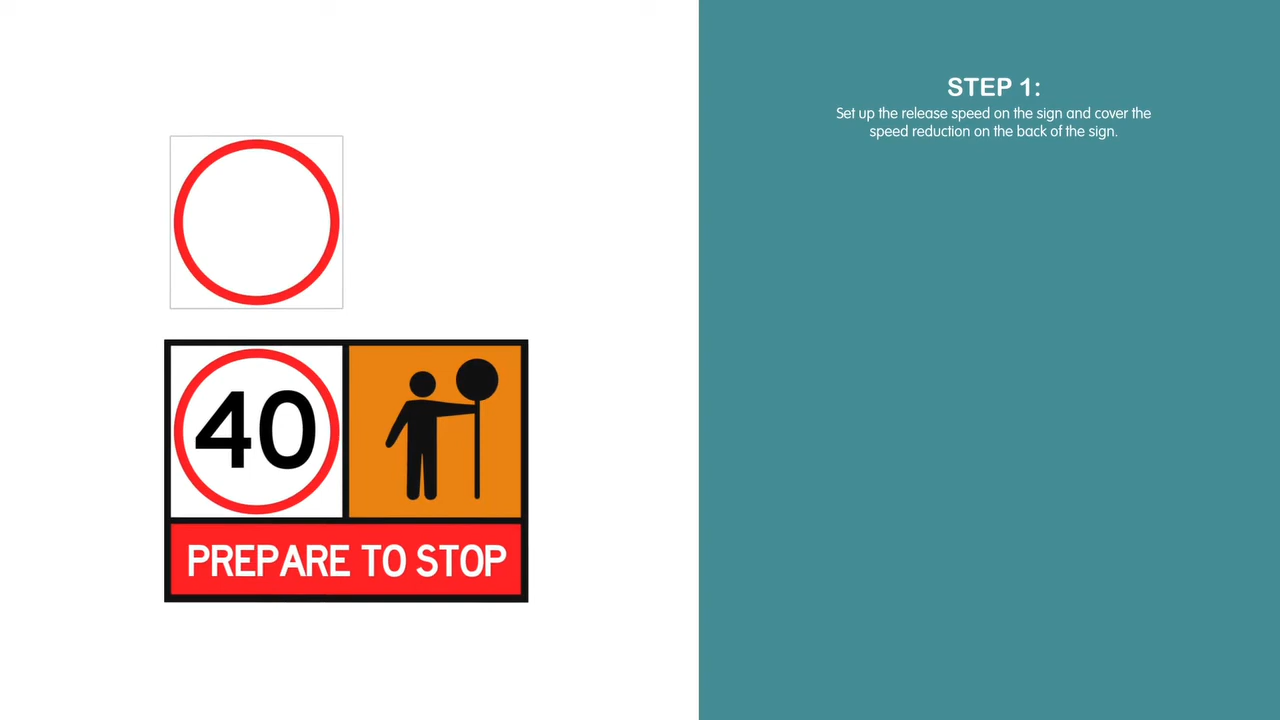 40
PREPARE TO STOP
STEP 1:
Set up the release speed on the sign and cover the
speed reduction on the back of the sign.